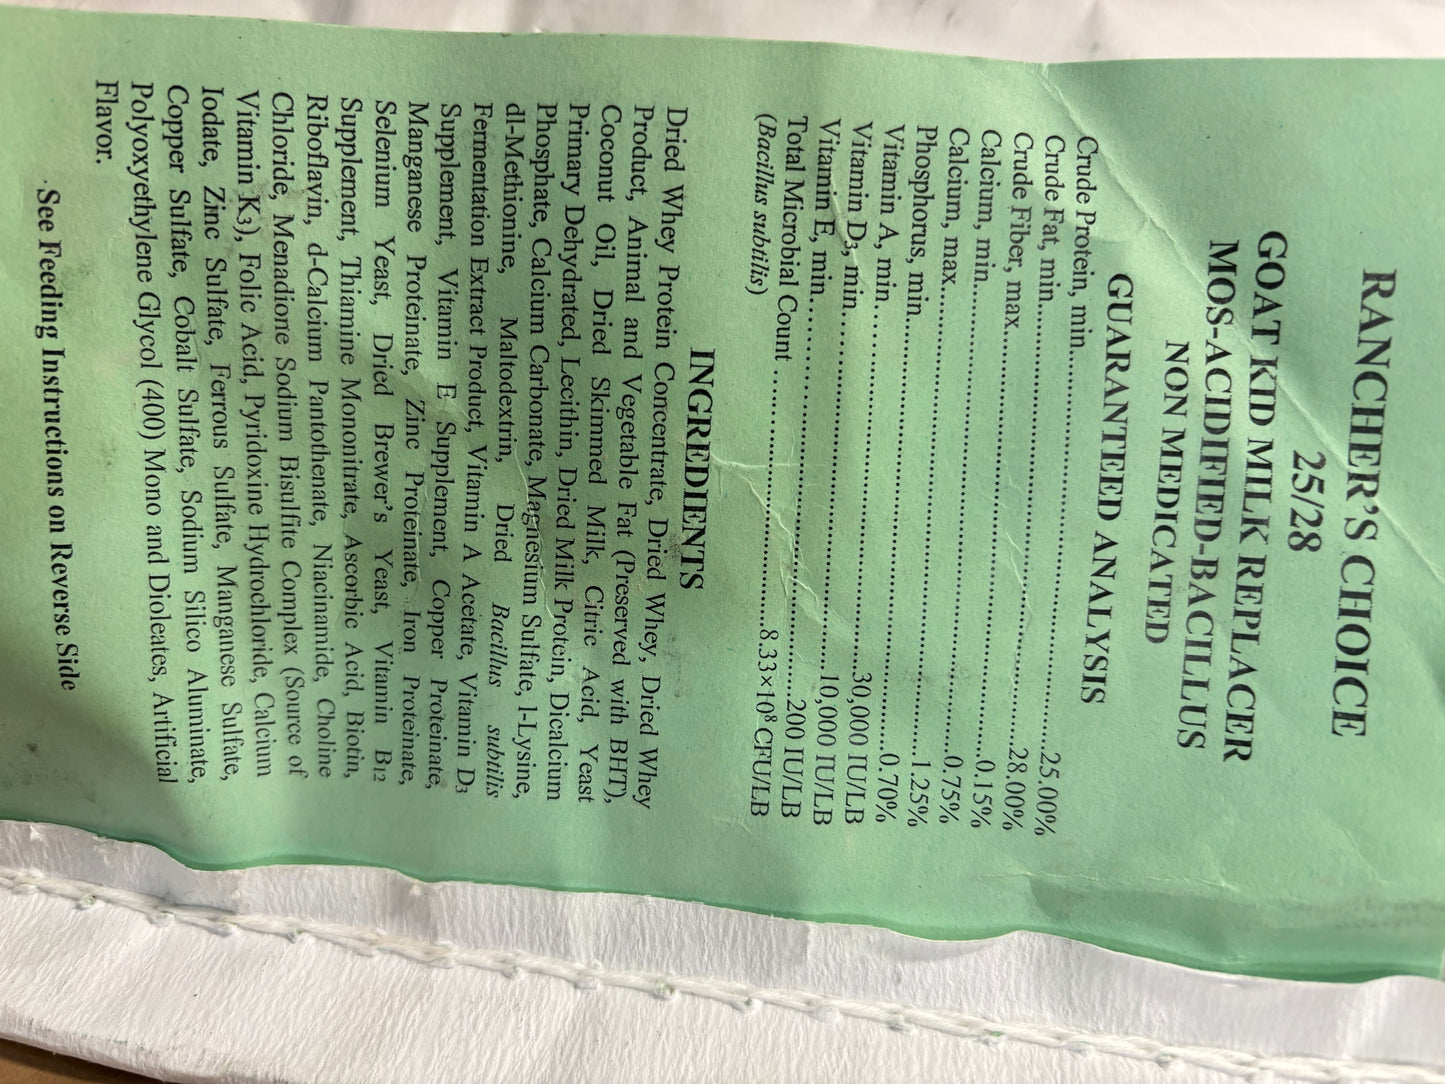 RANCHER'S CHOICE
25/28
GOAT KID MILK REPLACER
MOS-ACIDIFIED-BACILLUS
NON MEDICATED
GUARANTEED ANALYSIS
Crude Protein, min....................25.00%
Crude Fat, min....................28.00%
Crude Fiber, max....................0.15%
Calcium, min....................0.75%
Calcium, max....................1.25%
Phosphorus, min....................0.70%
Vitamin A, min....................30,000 IU/LB
Vitamin D3, min....................10,000 IU/LB
Vitamin E, min....................200 IU/LB
Total Microbial Count ....................8.33×10⁸ CFU/LB
(Bacillus subtilis)
INGREDIENTS
Dried Whey Protein Concentrate, Dried Whey, Dried Whey
Product, Animal and Vegetable Fat (Preserved with BHT),
Coconut Oil, Dried Skimmed Milk, Citric Acid, Yeast
Primary Dehydrated, Lecithin, Dried Milk Protein, Dicalcium
Phosphate, Calcium Carbonate, Magnesium Sulfate, l-Lysine,
dl-Methionine, Maltodextrin, Dried Bacillus subtilis
Fermentation Extract Product, Vitamin A Acetate, Vitamin D3
Supplement, Vitamin E Supplement, Copper Proteinate,
Manganese Proteinate, Zinc Proteinate, Iron Proteinate,
Selenium Yeast, Dried Brewer's Yeast, Vitamin B12
Supplement, Thiamine Mononitrate, Ascorbic Acid, Biotin,
Riboflavin, d-Calcium Pantothenate, Niacinamide, Choline
Chloride, Menadione Sodium Bisulfite Complex (Source of
Vitamin K3), Folic Acid, Pyridoxine Hydrochloride, Calcium
Iodate, Zinc Sulfate, Ferrous Sulfate, Manganese Sulfate,
Copper Sulfate, Cobalt Sulfate, Sodium Silico Aluminate,
Polyoxyethylene Glycol (400) Mono and Dioleates, Artificial
Flavor.
See Feeding Instructions on Reverse Side